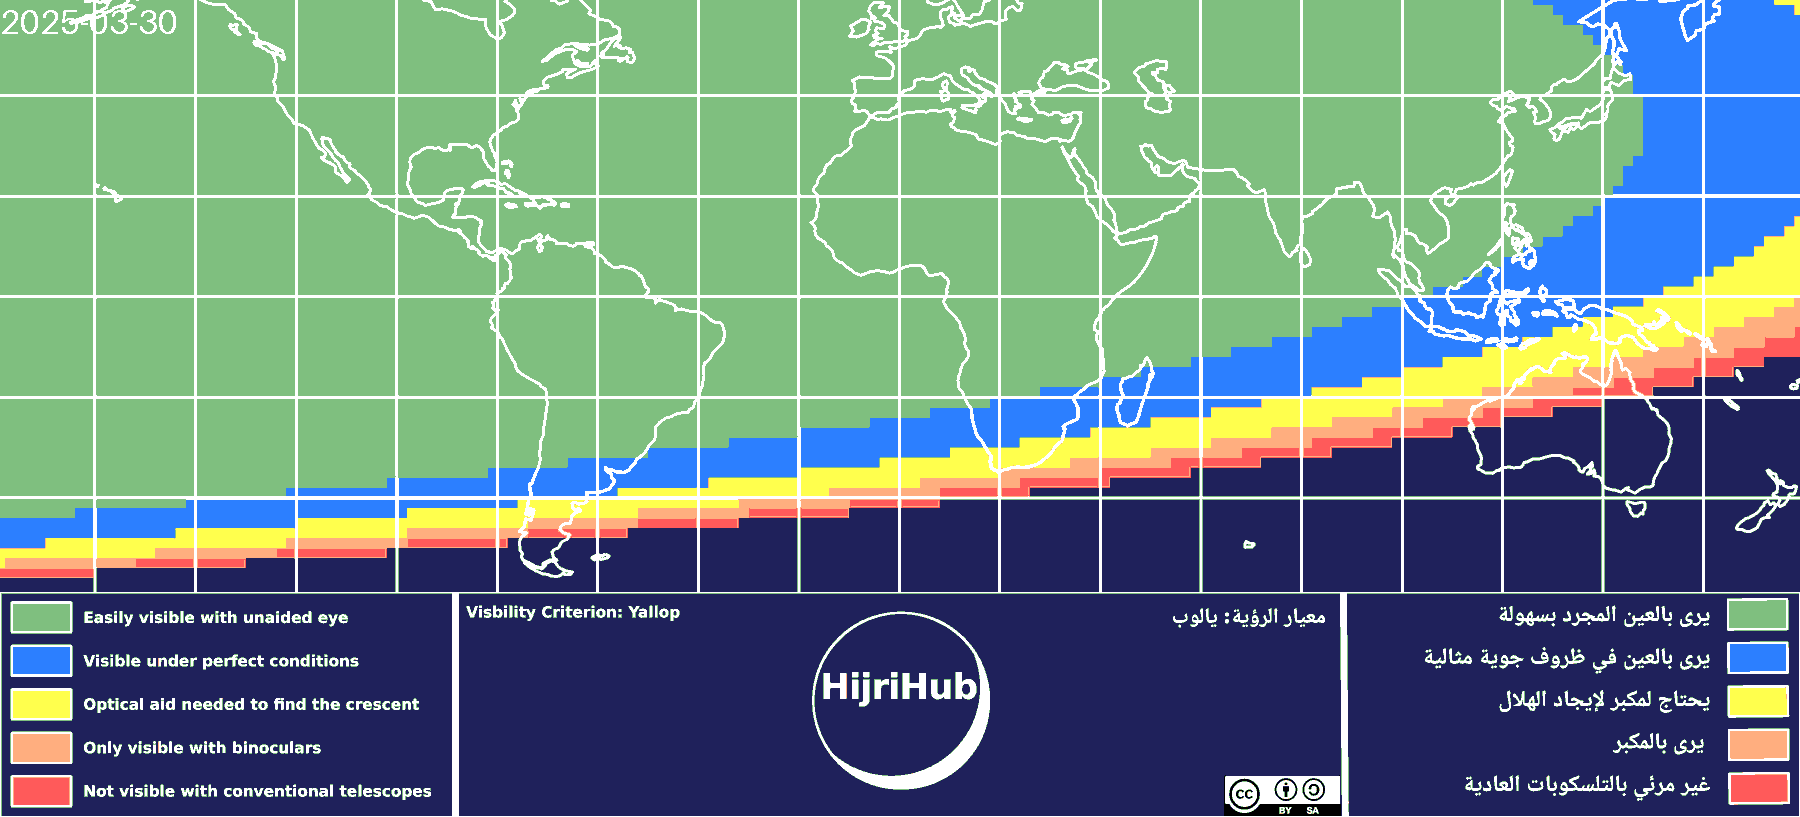 2025-03-30
Easily visible with unaided eye
Visible under perfect conditions
Optical aid needed to find the crescent
Only visible with binoculars
Not visible with conventional telescopes
Visbility Criterion: Yallop
معيار الرؤية: يالوب
HijriHub
cc
BY SA
يرى بالعين المجرد بسهولة
يرى بالعين في ظروف جوية مثالية
يحتاج لمكبر لإيجاد الهلال
يرى بالمكبر
غير مرئي بالتلسكوبات العادية